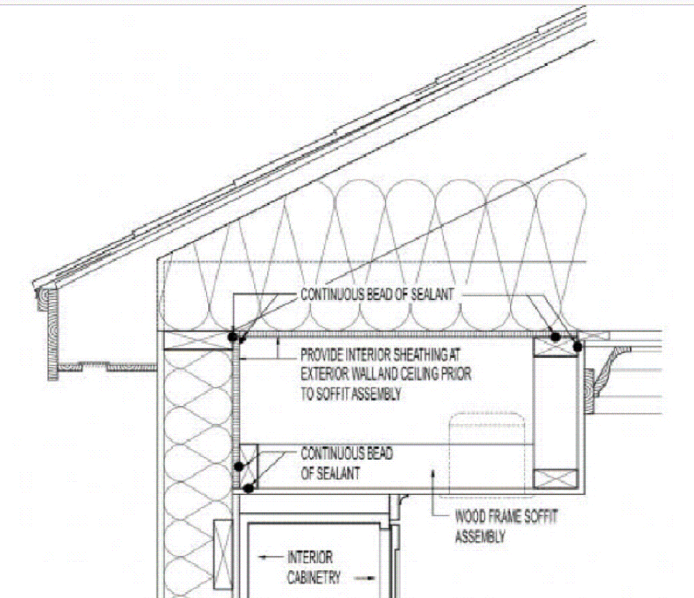 CONTINUOUS BEAD OF SEALANT
PROVIDE INTERIOR SHEATHING AT
EXTERIOR WALL AND CEILING PRIOR
TO SOFFIT ASSEMBLY
CONTINUOUS BEAD
OF SEALANT
WOOD FRAME SOFFIT
ASSEMBLY
INTERIOR
CABINETRY